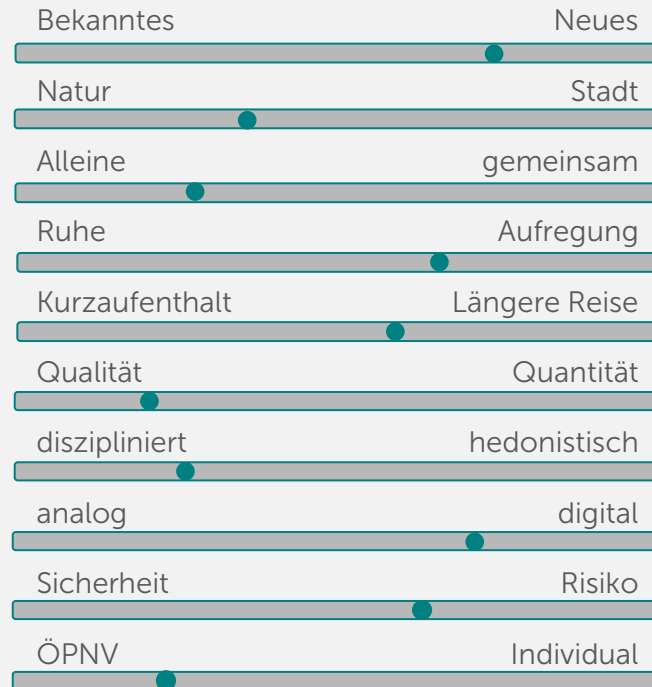 Bekanntes Neues
Natur Stadt
Alleine gemeinsam
Ruhe Aufregung
Kurzaufenthalt Längere Reise
Qualität Quantität
diszipliniert hedonistisch
analog digital
Sicherheit Risiko
ÖPNV Individual